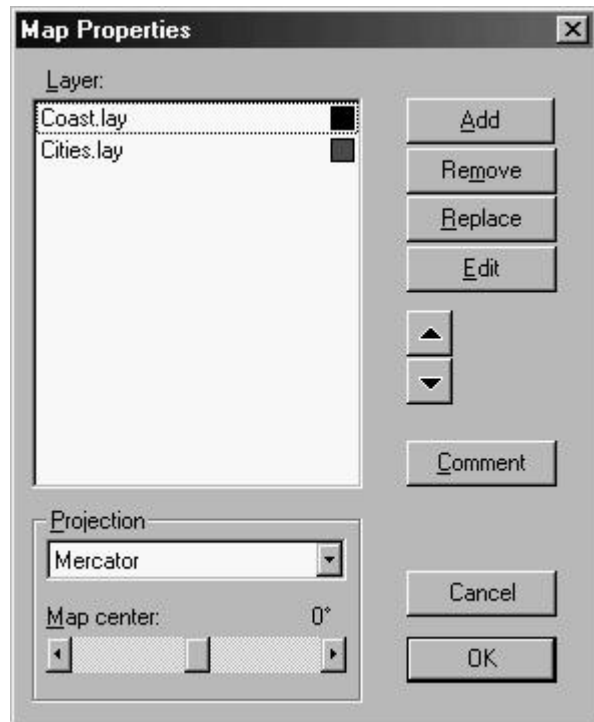 Map Properties
Layer:
Coast.lay
Cities.lay
Add
Remove
Replace
Edit
Comment
Projection
Mercator
Map center: 0°
Cancel
OK